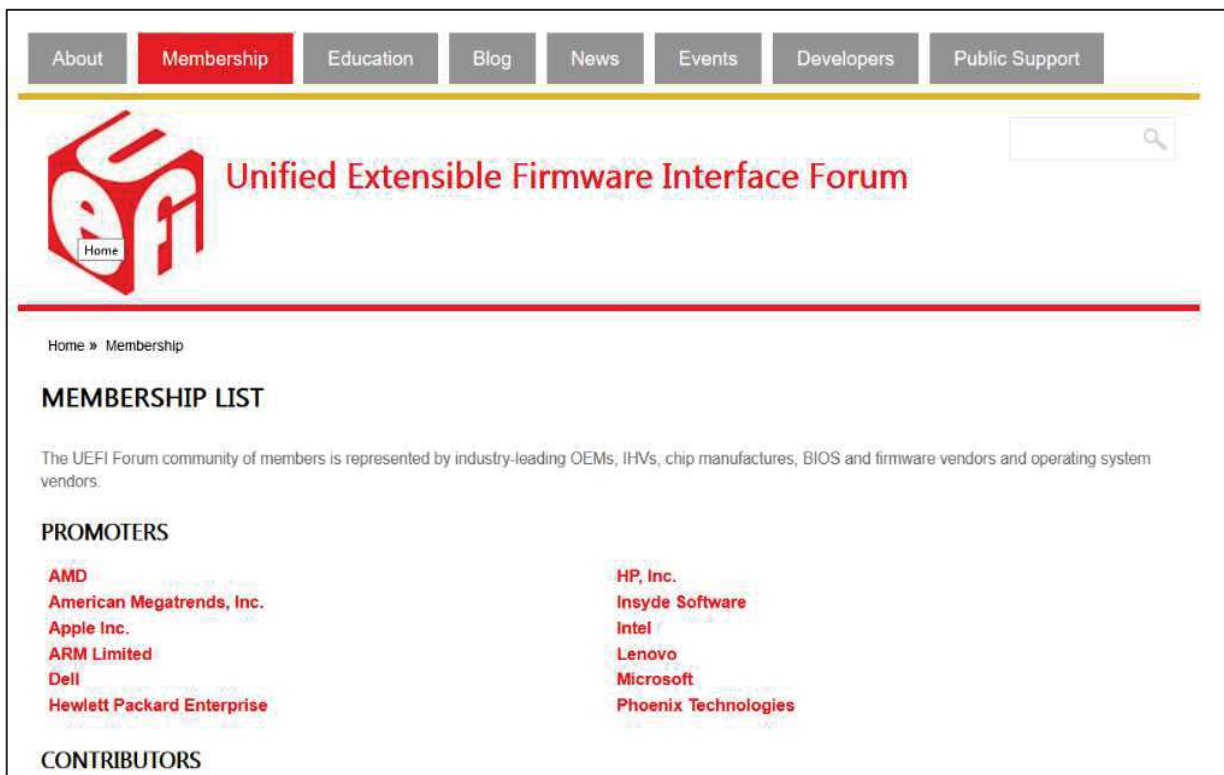 About Membership Education Blog News Events Developers Public Support
uefi
Unified Extensible Firmware Interface Forum
Home
Home » Membership
MEMBERSHIP LIST
The UEFI Forum community of members is represented by industry-leading OEMs, IHVs, chip manufactures, BIOS and firmware vendors and operating system
vendors.
PROMOTERS
AMD
American Megatrends, Inc.
Apple Inc.
ARM Limited
Dell
Hewlett Packard Enterprise
HP, Inc.
Insyde Software
Intel
Lenovo
Microsoft
Phoenix Technologies
CONTRIBUTORS